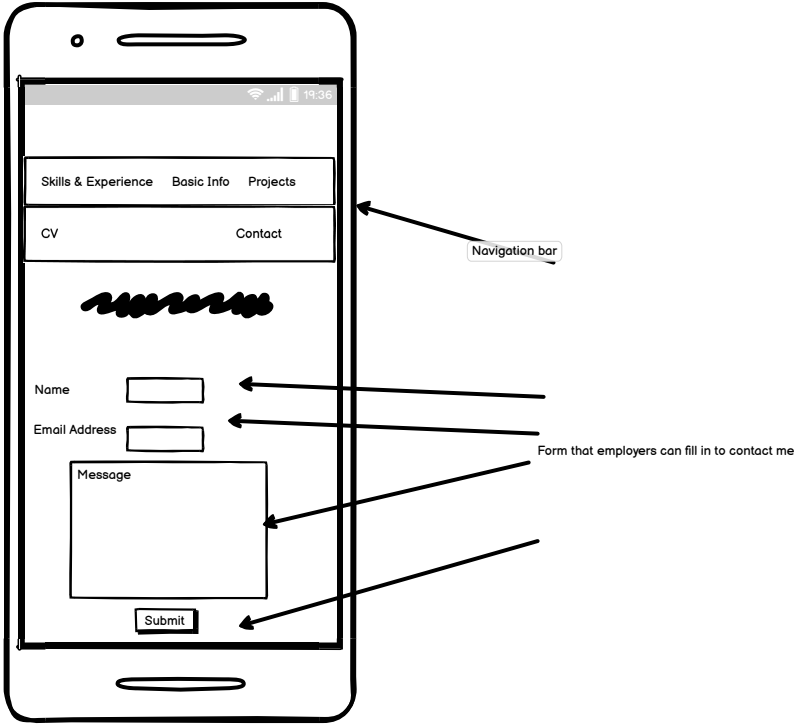 19:36
Skills & Experience Basic Info Projects
CV Contact
Navigation bar
Name
Email Address
Form that employers can fill in to contact me
Message
Submit